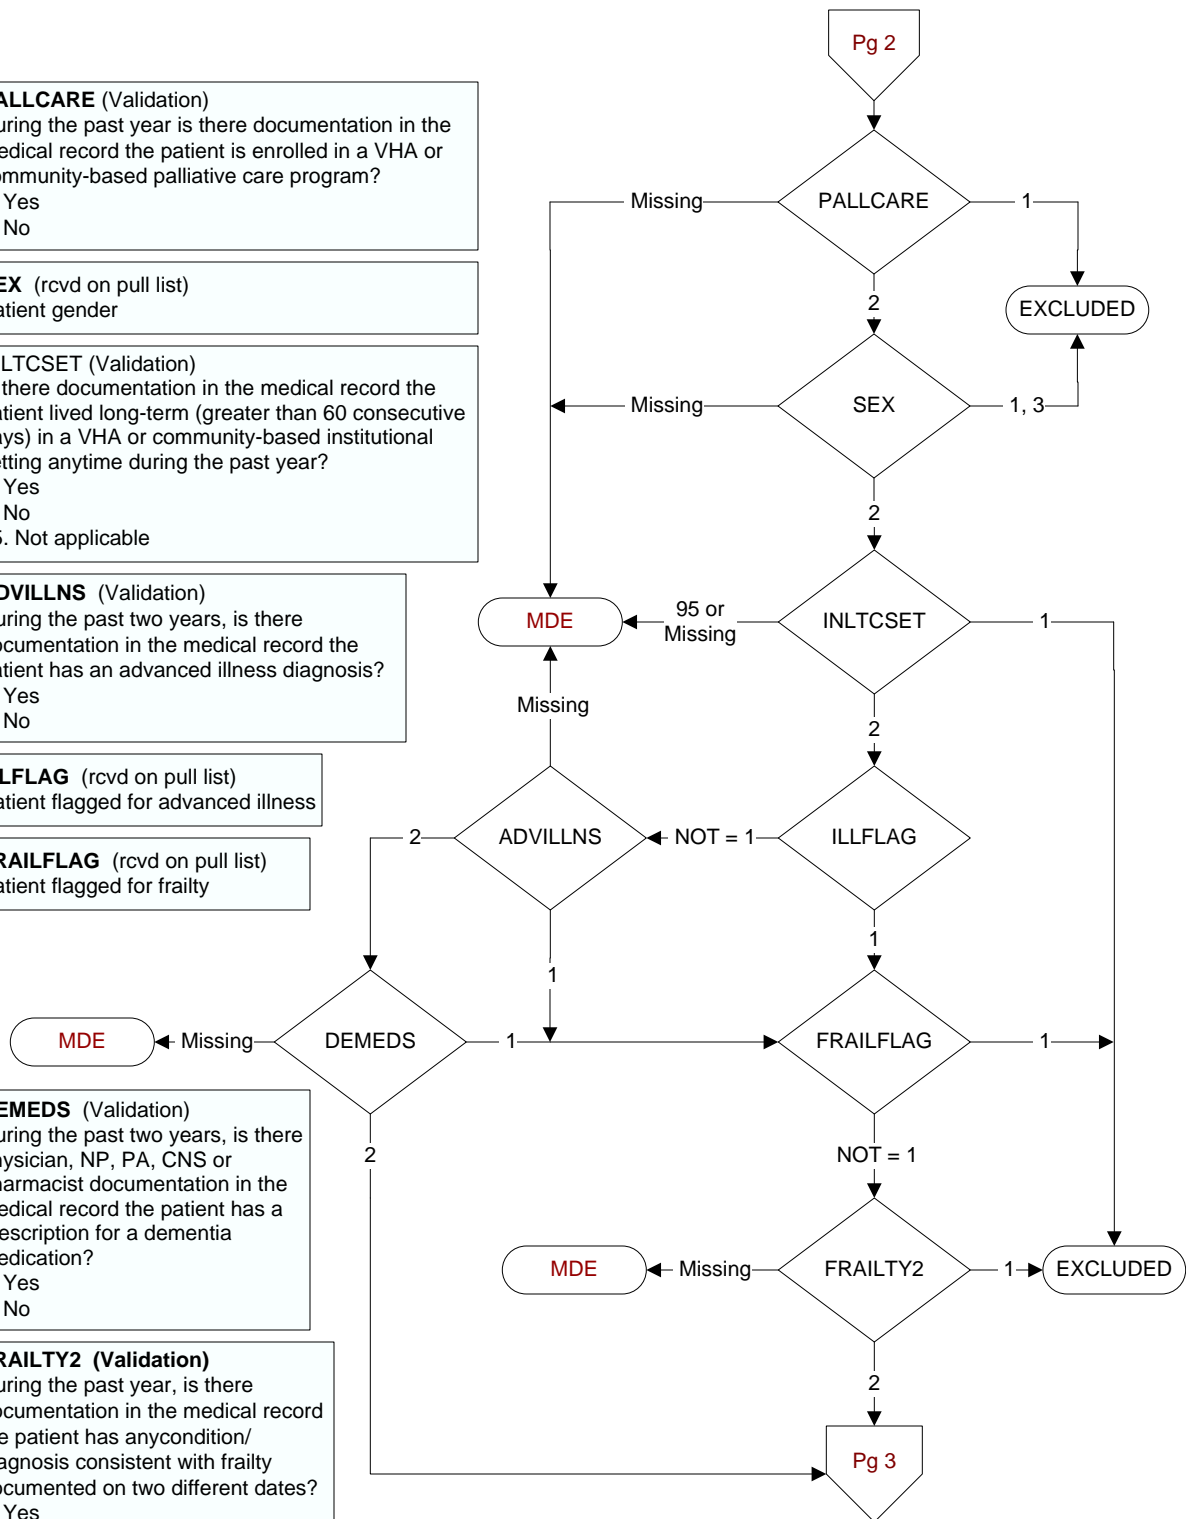 Pg 2
ALLCARE (Validation)
uring the past year is there documentation in the
edical record the patient is enrolled in a VHA or
ommunity-based palliative care program?
Yes
No
EX (rcvd on pull list)
atient gender
LTCSET (Validation)
there documentation in the medical record the
atient lived long-term (greater than 60 consecutive
ays) in a VHA or community-based institutional
etting anytime during the past year?
Yes
No
5. Not applicable
DVILLNS (Validation)
uring the past two years, is there
ocumentation in the medical record the
atient has an advanced illness diagnosis?
Yes
No
LFLAG (rcvd on pull list)
atient flagged for advanced illness
RAILFLAG (rcvd on pull list)
atient flagged for frailty
EMEDS (Validation)
uring the past two years, is there
hysician, NP, PA, CNS or
harmacist documentation in the
edical record the patient has a
rescription for a dementia
edication?
Yes
No
RAILTY2 (Validation)
uring the past year, is there
ocumentation in the medical record
e patient has anycondition/
agnosis consistent with frailty
ocumented on two different dates?
Yes
Missing
PALLCARE
1
2
EXCLUDED
Missing
SEX
1, 3
2
MDE
95 or
Missing
INLTCSET
1
Missing
2
2
ADVILLNS
NOT = 1
ILLFLAG
1
1
MDE
Missing
DEMEDS
1
FRAILFLAG
1
2
NOT = 1
MDE
Missing
FRAILTY2
1
EXCLUDED
2
Pg 3